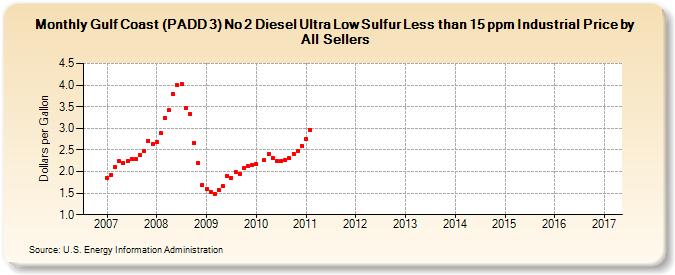 Monthly Gulf Coast (PADD 3) No 2 Diesel Ultra Low Sulfur Less than 15 ppm Industrial Price by
All Sellers
Dollars per Gallon
4.5
4.0
3.5
3.0
2.5
2.0
1.5
1.0
2007 2008 2009 2010 2011 2012 2013 2014 2015 2016 2017
Source: U.S. Energy Information Administration